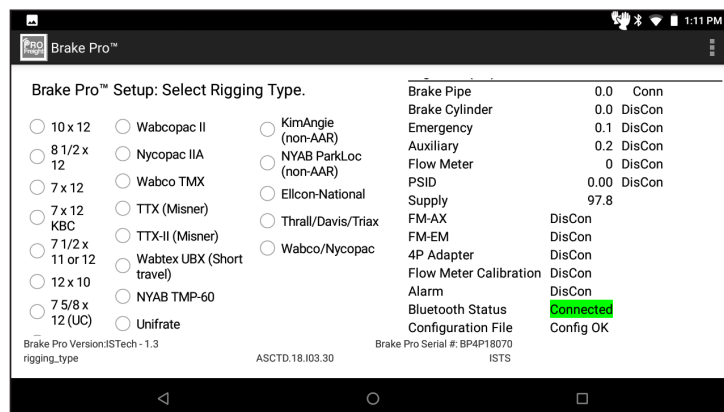 1:11 PM
PRO
Freight
Brake Pro™
Brake Pro™ Setup: Select Rigging Type.
10 x 12
8 1/2 x
12
7 x 12
7 x 12
KBC
7 1/2 x
11 or 12
12 x 10
7 5/8 x
12 (UC)
Wabcopac II
Nycopac IIA
Wabco TMX
TTX (Misner)
TTX-II (Misner)
Wabtex UBX (Short
travel)
NYAB TMP-60
Unifrate
KimAngie
(non-AAR)
NYAB ParkLoc
(non-AAR)
Ellcon-National
Thrall/Davis/Triax
Wabco/Nycopac
Brake Pipe 0.0 Conn
Brake Cylinder 0.0 DisCon
Emergency 0.1 DisCon
Auxiliary 0.2 DisCon
Flow Meter 0 DisCon
PSID 0.00 DisCon
Supply 97.8
FM-AX DisCon
FM-EM DisCon
4P Adapter DisCon
Flow Meter Calibration DisCon
Alarm DisCon
Bluetooth Status Connected
Configuration File Config OK
Brake Pro Version:ISTech - 1.3 Brake Pro Serial #: BP4P18070
rigging_type ASCTD.18.I03.30 ISTS